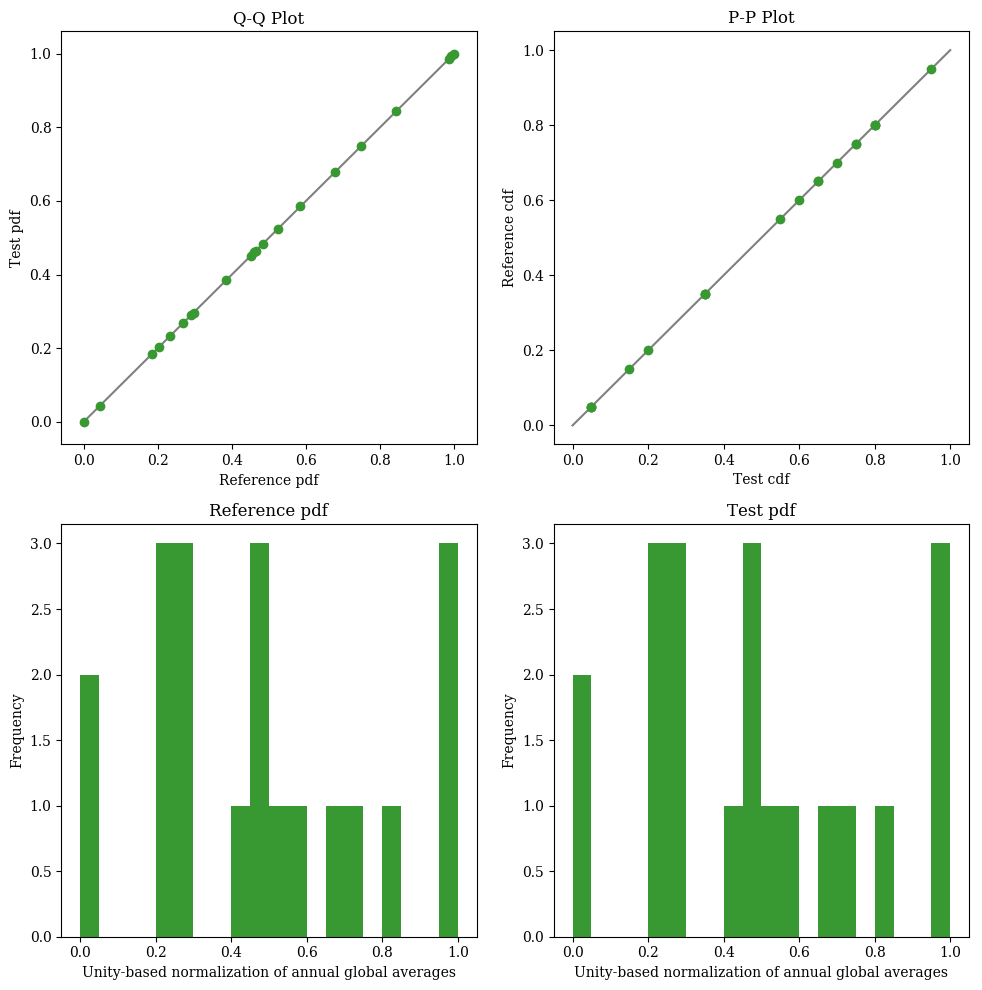 Q-Q Plot
Test pdf
1.0
0.8
0.6
0.4
0.2
0.0
0.0 0.2 0.4 0.6 0.8 1.0
Reference pdf
P-P Plot
Reference cdf
1.0
0.8
0.6
0.4
0.2
0.0
0.0 0.2 0.4 0.6 0.8 1.0
Test cdf
Reference pdf
Frequency
3.0
2.5
2.0
1.5
1.0
0.5
0.0
0.0 0.2 0.4 0.6 0.8 1.0
Unity-based normalization of annual global averages
Test pdf
Frequency
3.0
2.5
2.0
1.5
1.0
0.5
0.0
0.0 0.2 0.4 0.6 0.8 1.0
Unity-based normalization of annual global averages